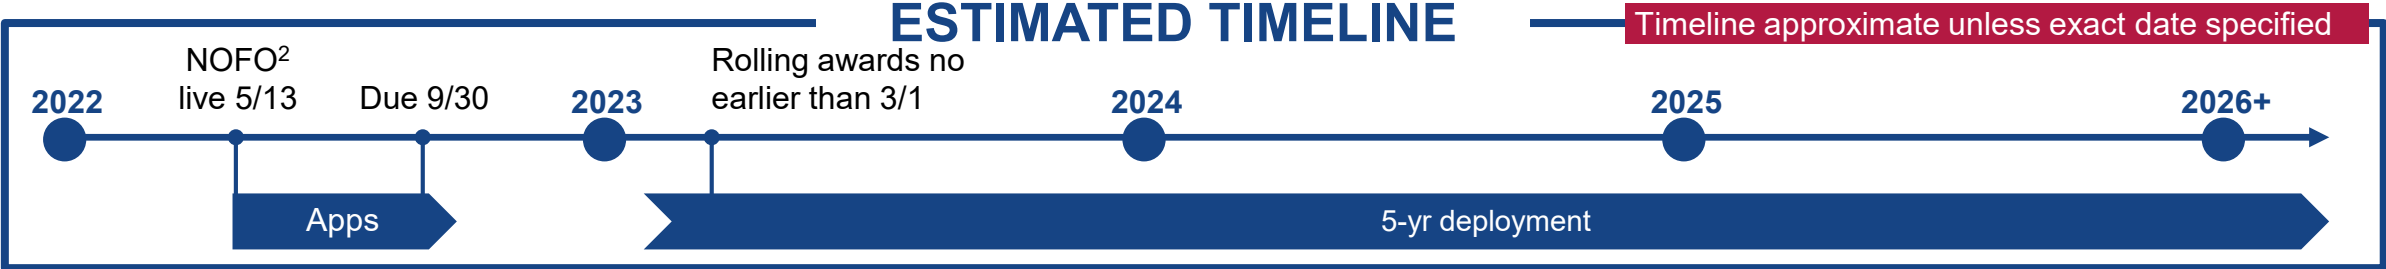 ESTIMATED TIMELINE
Timeline approximate unless exact date specified
2022
NOFO²
live 5/13
Due 9/30
2023
Rolling awards no
earlier than 3/1
2024
2025
2026+
Apps
5-yr deployment